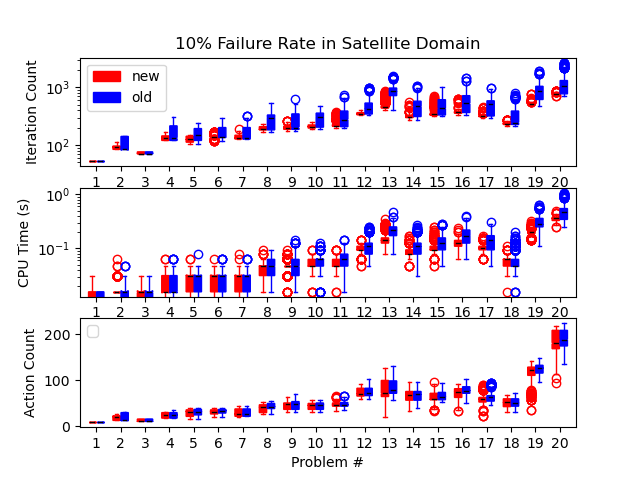 10% Failure Rate in Satellite Domain
Iteration Count
10³
10²
new
old
1 2 3 4 5 6 7 8 9 10 11 12 13 14 15 16 17 18 19 20
CPU Time (s)
10⁰
10⁻¹
1 2 3 4 5 6 7 8 9 10 11 12 13 14 15 16 17 18 19 20
Action Count
200
100
0
1 2 3 4 5 6 7 8 9 10 11 12 13 14 15 16 17 18 19 20
Problem #